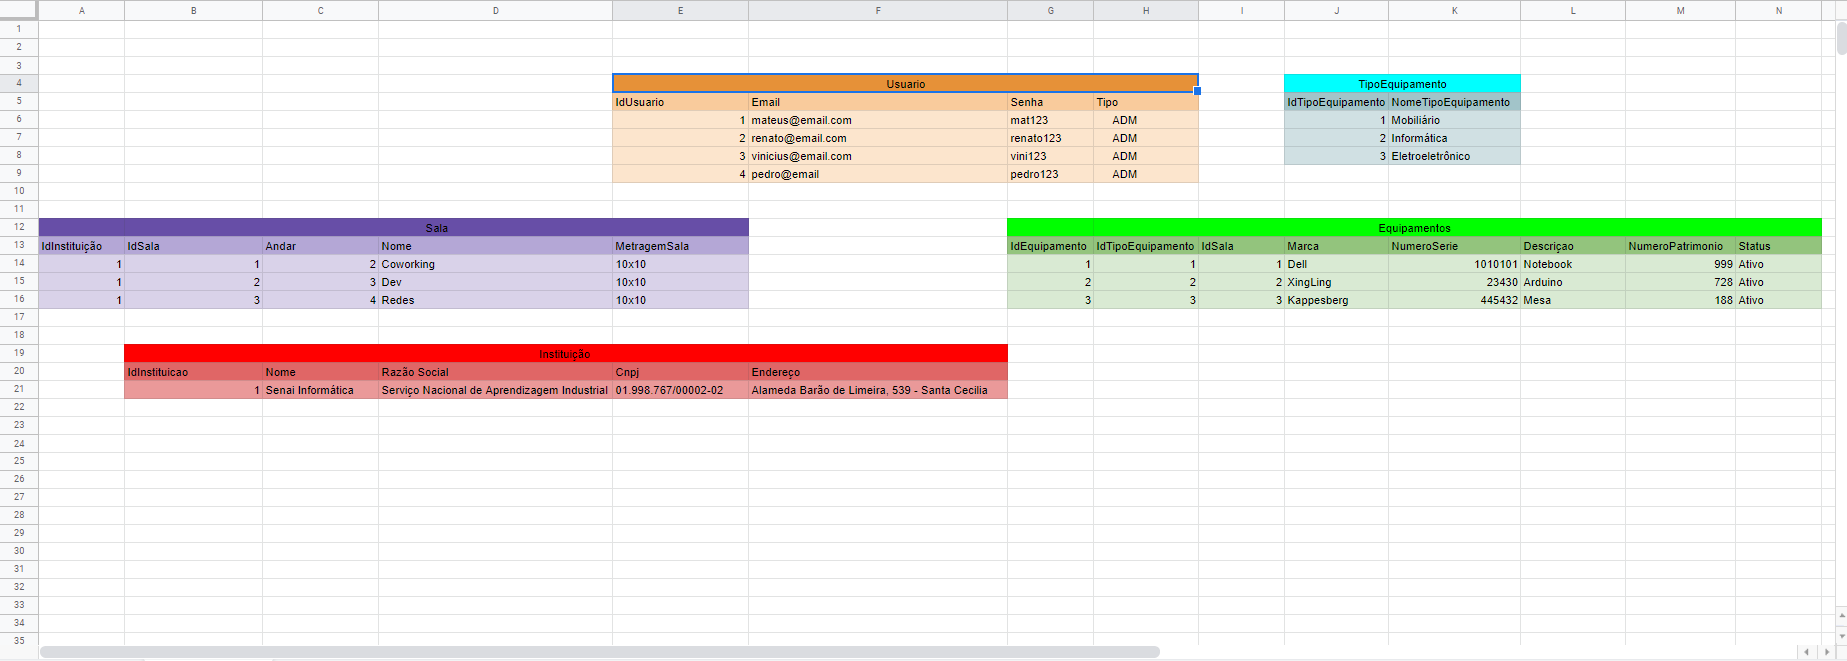 A B C D E F G H I J K L M N
1
2
3
4 Usuario TipoEquipamento
5 IdUsuario Email Senha Tipo IdTipoEquipamento NomeTipoEquipamento
6 1 mateus@email.com mat123 ADM 1 Mobiliário
7 2 renato@email.com renato123 ADM 2 Informática
8 3 vinicius@email.com vini123 ADM 3 Eletroeletrônico
9 4 pedro@email pedro123 ADM
10
11
12 Sala Equipamentos
13 IdInstituição IdSala Andar Nome MetragemSala IdEquipamento IdTipoEquipamento IdSala Marca NumeroSerie Descriçao NumeroPatrimonio Status
14 1 1 2 Coworking 10x10 1 1 1 Dell 1010101 Notebook 999 Ativo
15 1 2 3 Dev 10x10 2 2 2 XingLing 23430 Arduino 728 Ativo
16 1 3 4 Redes 10x10 3 3 3 Kappesberg 445432 Mesa 188 Ativo
17
18
19 Instituição
20 IdInstituicao Nome Razão Social Cnpj Endereço
21 1 Senai Informática Serviço Nacional de Aprendizagem Industrial 01.998.767/00002-02 Alameda Barão de Limeira, 539 - Santa Cecilia
22
23
24
25
26
27
28
29
30
31
32
33
34
35